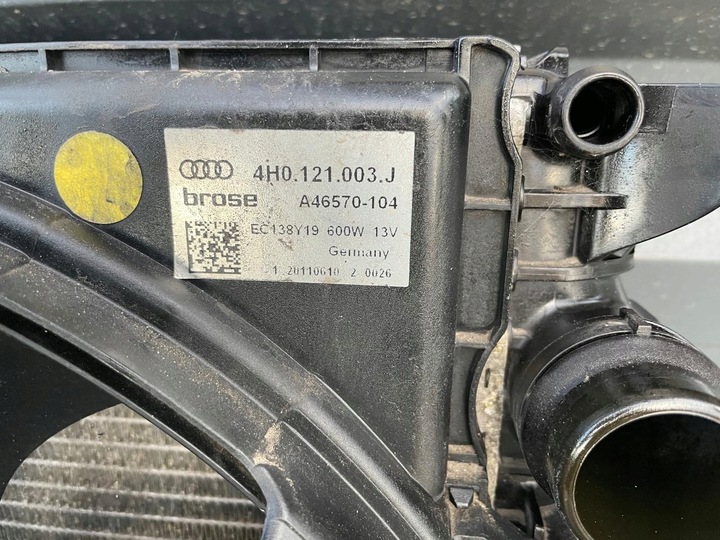 4H0.121.003.J
brose A46570-104
EC138Y19 600W 13V
Germany
1 20110610 2 0026